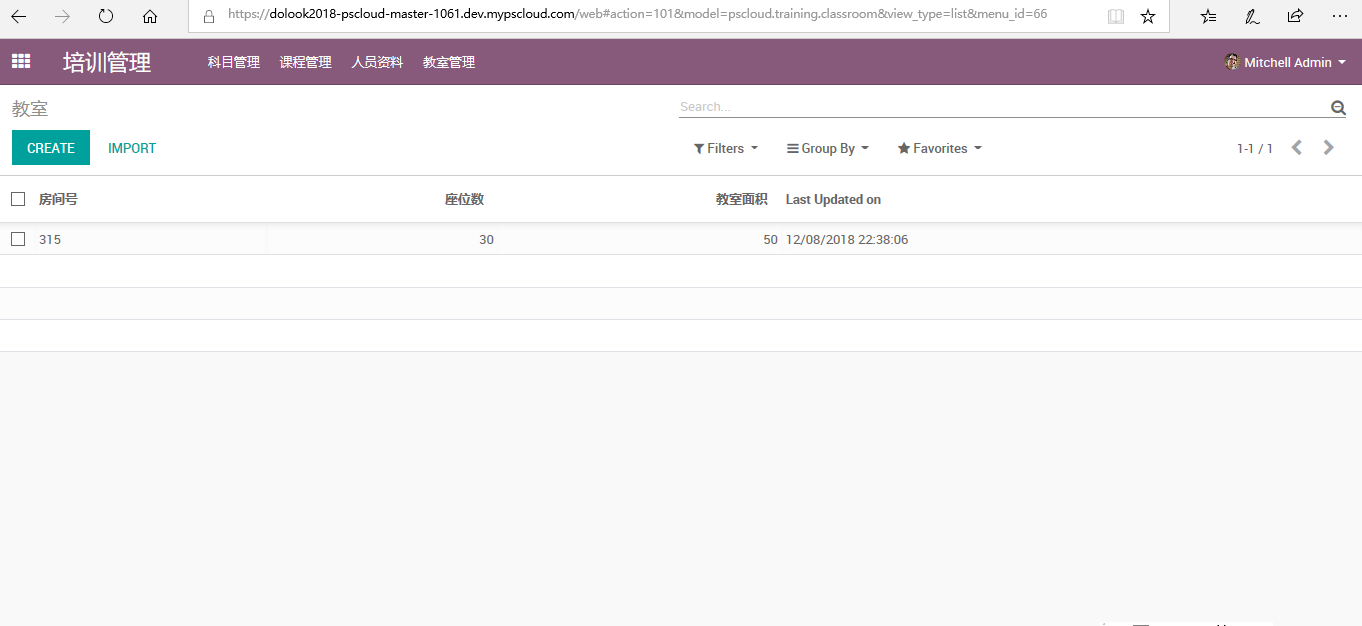 https://dolook2018-pscloud-master-1061.dev.mypscloud.com/web#action=101&model=pscloud.training.classroom&view_type=list&menu_id=66
培训管理 科目管理 课程管理 人员资料 教室管理 Mitchell Admin
教室 Search...
CREATE IMPORT Filters Group By Favorites 1-1 / 1
房间号 座位数 教室面积 Last Updated on
315 30 50 12/08/2018 22:38:06